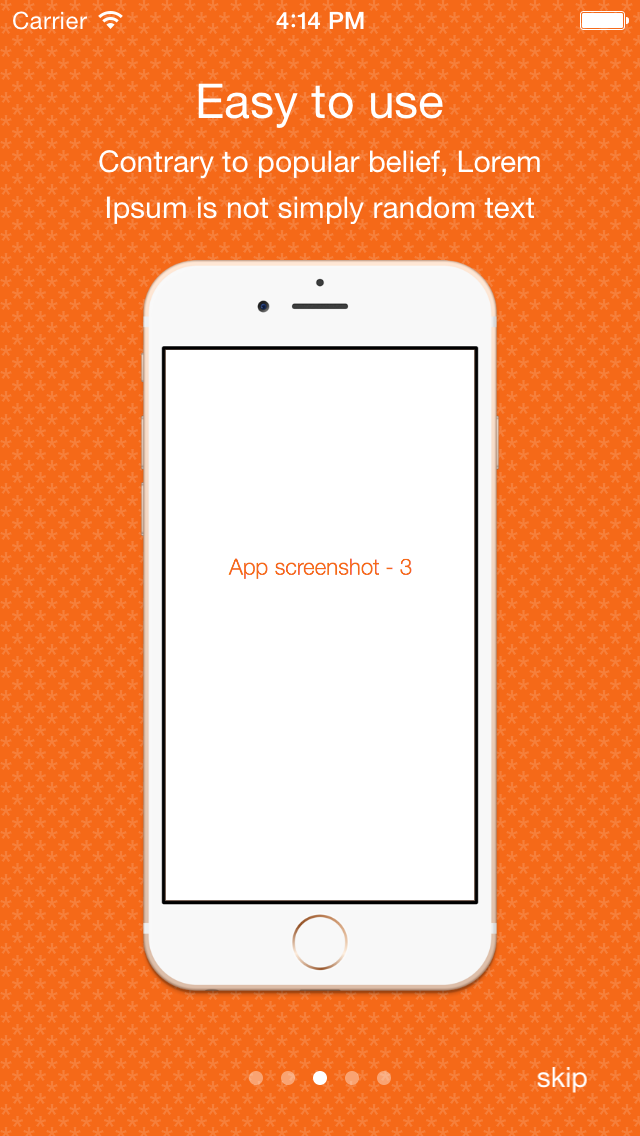 Carrier 4:14 PM
Easy to use
Contrary to popular belief, Lorem
Ipsum is not simply random text
App screenshot - 3
skip